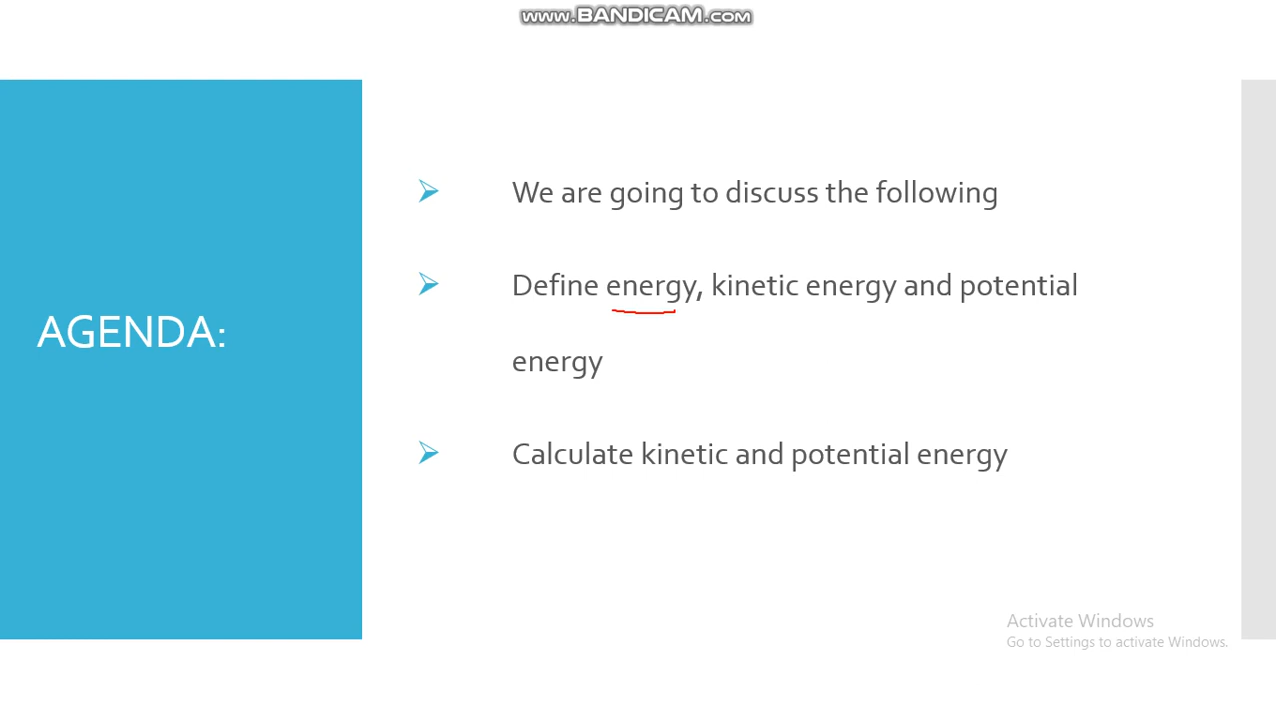 www.BANDICAM.com
We are going to discuss the following
Define energy, kinetic energy and potential
energy
AGENDA:
Calculate kinetic and potential energy
Activate Windows
Go to Settings to activate Windows.